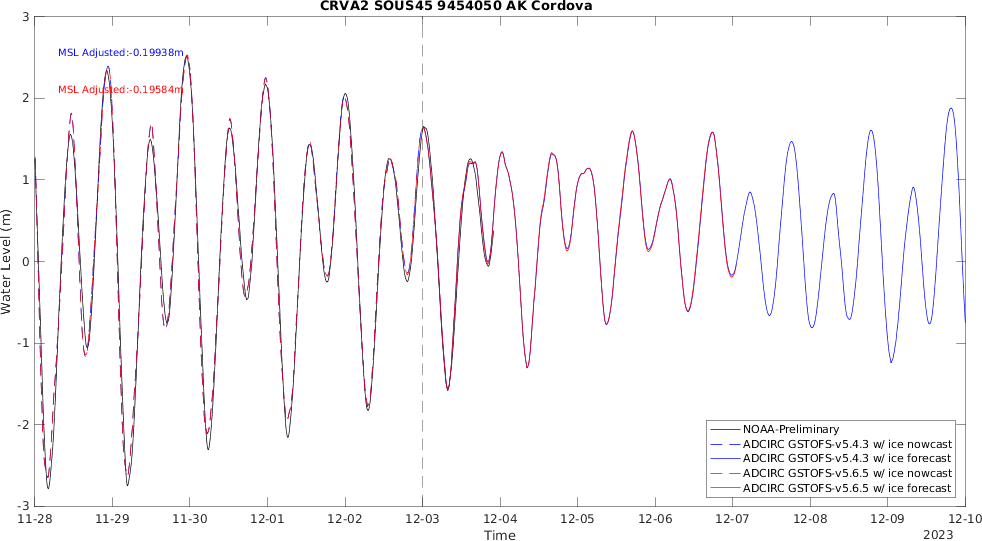 CRVA2 SOUS45 9454050 AK Cordova
3
2
1
0
-1
-2
-3
Water Level (m)
MSL Adjusted:-0.19938m
MSL Adjusted:-0.19584m
NOAA-Preliminary
ADCIRC GSTOFS-v5.4.3 w/ ice nowcast
ADCIRC GSTOFS-v5.4.3 w/ ice forecast
ADCIRC GSTOFS-v5.6.5 w/ ice nowcast
ADCIRC GSTOFS-v5.6.5 w/ ice forecast
11-28 11-29 11-30 12-01 12-02 12-03 12-04 12-05 12-06 12-07 12-08 12-09 12-10
Time
2023